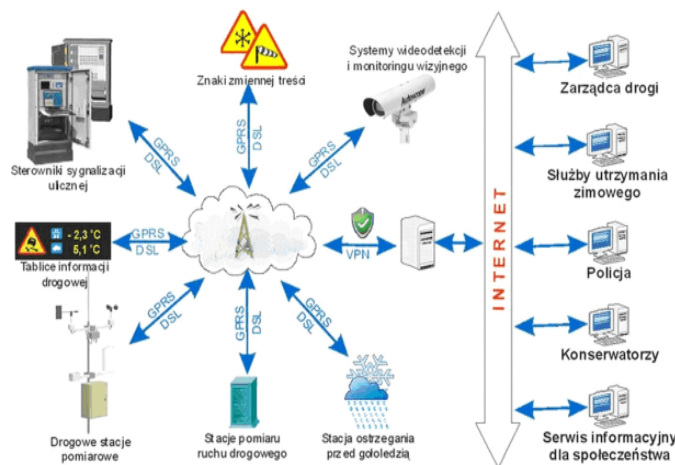 Znaki zmiennej treści
Systemy wideodetekcji
i monitoringu wizyjnego
Autoscope
Sterowniki sygnalizacji
ulicznej
GPRS
DSL
GPRS
DSL
GPRS
DSL
- 2,3 °C
5,1 °C
Tablice informacji
drogowej
GPRS
DSL
VPN
INTERNET
GPRS
DSL
GPRS
DSL
GPRS
DSL
Drogowe stacje
pomiarowe
Stacje pomiaru
ruchu drogowego
Stacja ostrzegania
przed gołoledzią
Zarządca drogi
Służby utrzymania
zimowego
Policja
Konserwatorzy
Serwis informacyjny
dla społeczeństwa